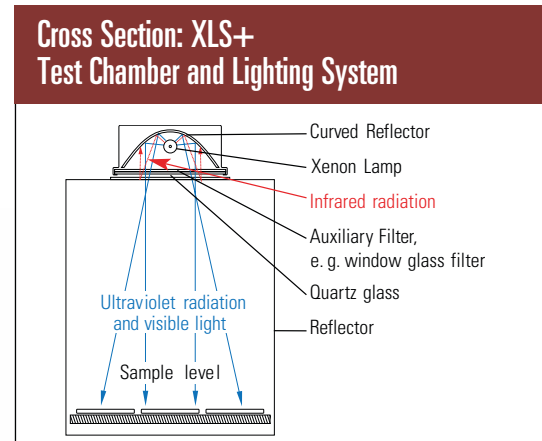 Cross Section: XLS+
Test Chamber and Lighting System
Curved Reflector
Xenon Lamp
Infrared radiation
Auxiliary Filter,
e. g. window glass filter
Quartz glass
Ultraviolet radiation
and visible light
Reflector
Sample level